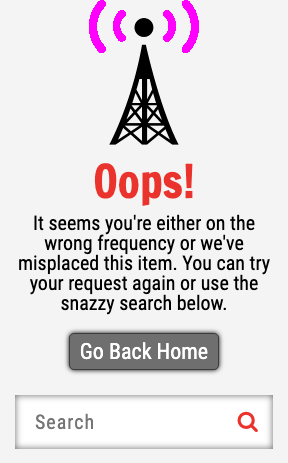 Oops!
It seems you're either on the
wrong frequency or we've
misplaced this item. You can try
your request again or use the
snazzy search below.
Go Back Home
Search